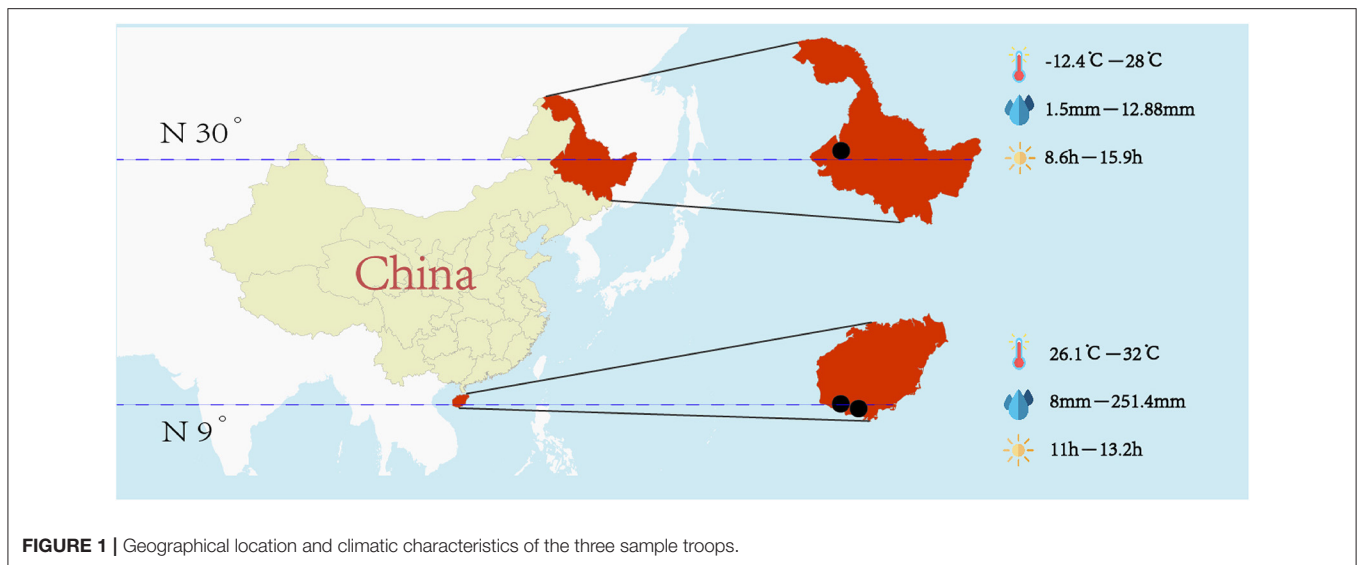 -12.4℃—28℃
1.5mm—12.88mm
8.6h—15.9h
N 30°
China
N 9°
26.1℃—32℃
8mm—251.4mm
11h—13.2h
FIGURE 1 | Geographical location and climatic characteristics of the three sample troops.